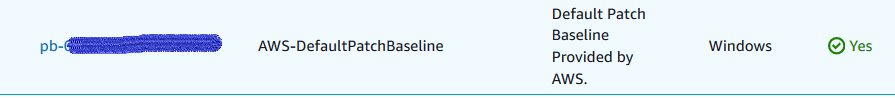 pb-
AWS-DefaultPatchBaseline
Default Patch
Baseline
Provided by
AWS.
Windows
Yes